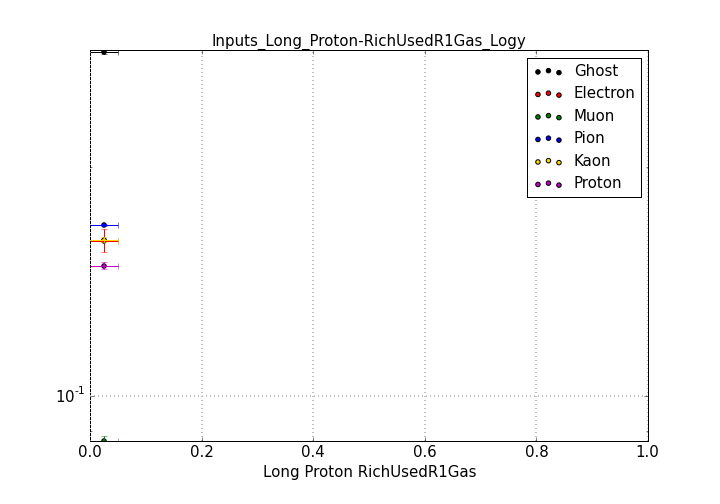 Inputs_Long_Proton-RichUsedR1Gas_Logy
Ghost
Electron
Muon
Pion
Kaon
Proton
10^-1
0.0 0.2 0.4 0.6 0.8 1.0
Long Proton RichUsedR1Gas